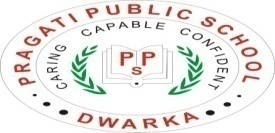 PRAGATI PUBLIC SCHOOL
CARING CAPABLE CONFIDENT
P P
S
DWARKA